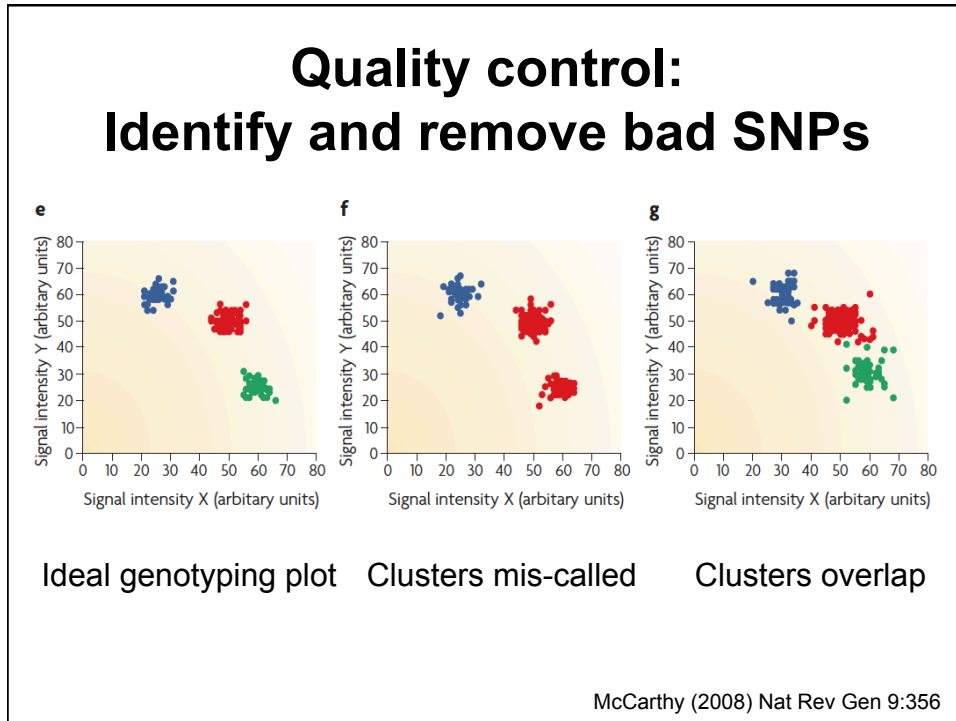 Quality control:
Identify and remove bad SNPs
e
Signal intensity Y (arbitary units)
80
70
60
50
40
30
20
10
0
0 10 20 30 40 50 60 70 80
Signal intensity X (arbitary units)
f
Signal intensity Y (arbitary units)
80
70
60
50
40
30
20
10
0
0 10 20 30 40 50 60 70 80
Signal intensity X (arbitary units)
g
Signal intensity Y (arbitary units)
80
70
60
50
40
30
20
10
0
0 10 20 30 40 50 60 70 80
Signal intensity X (arbitary units)
Ideal genotyping plot
Clusters mis-called
Clusters overlap
McCarthy (2008) Nat Rev Gen 9:356